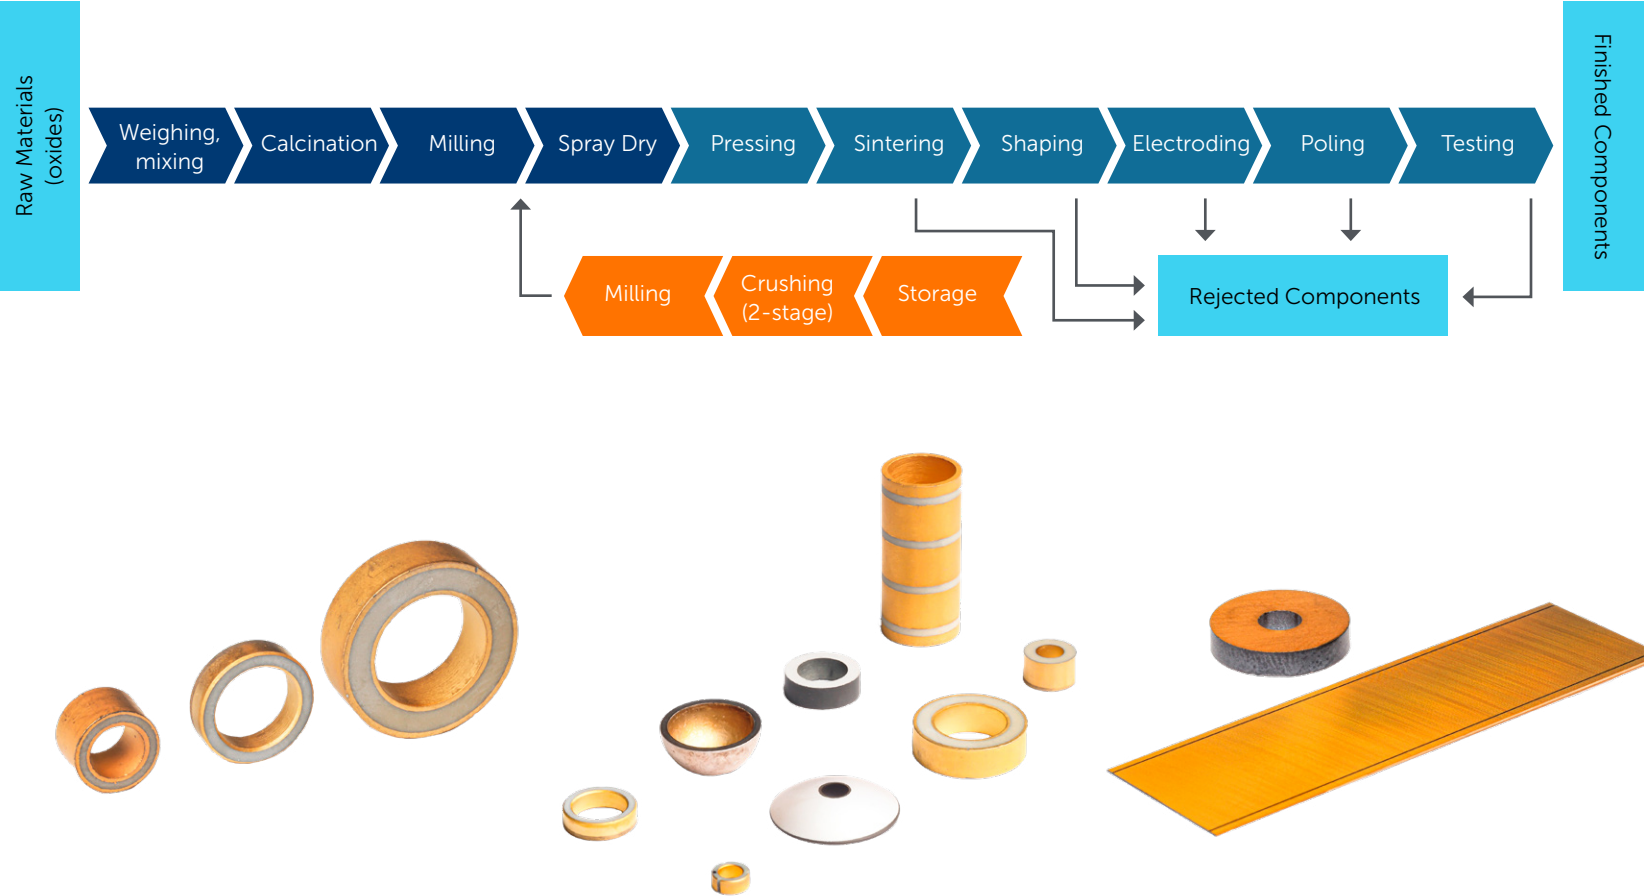 Raw Materials
(oxides)
Weighing,
mixing
Calcination
Milling
Spray Dry
Pressing
Sintering
Shaping
Electroding
Poling
Testing
Finished Components
Milling
Crushing
(2-stage)
Storage
Rejected Components